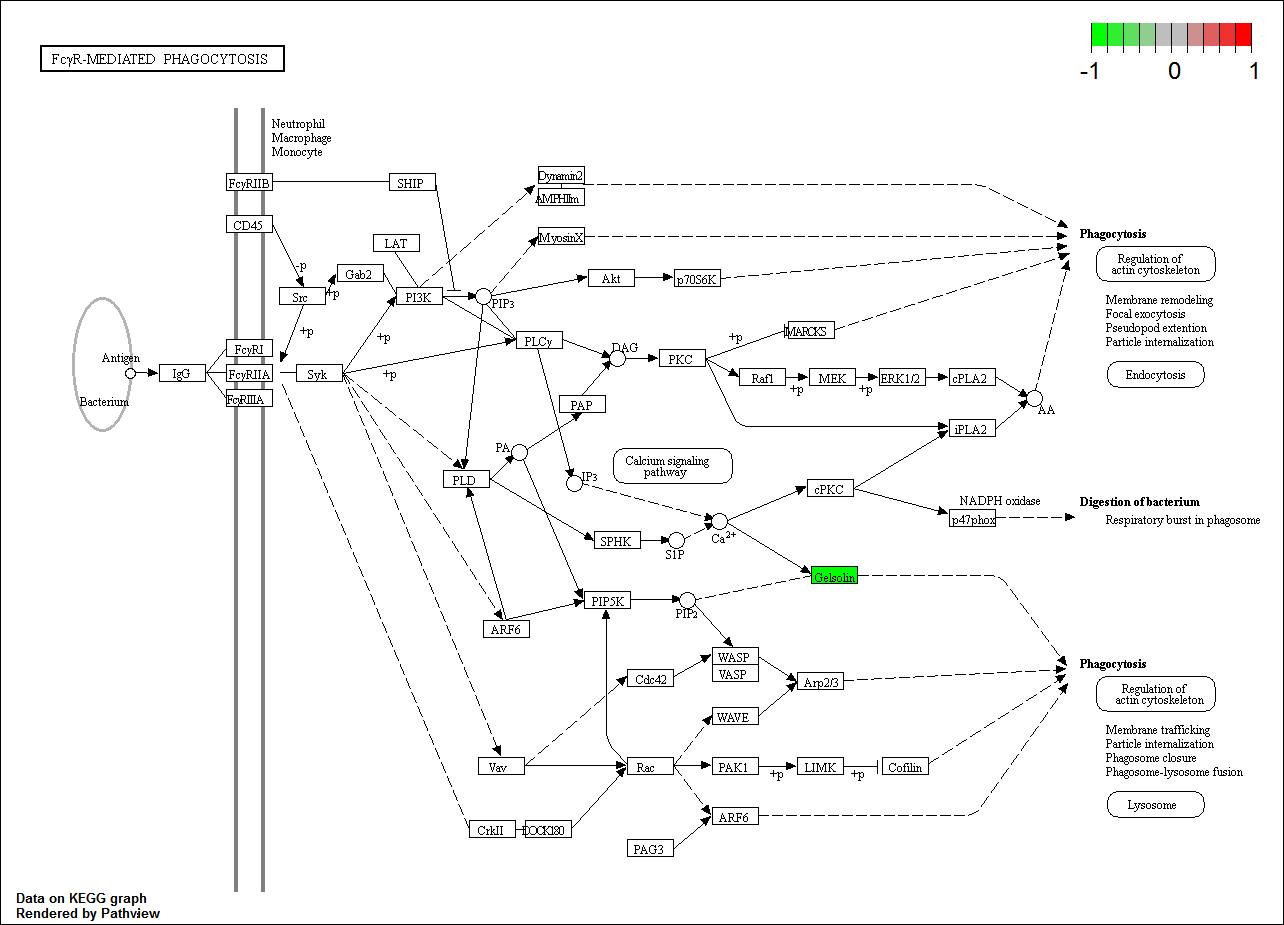 FcγR-MEDIATED PHAGOCYTOSIS
-1 0 1
Neutrophil
Macrophage
Monocyte
FcγRIIB
SHIP
Dynamin2
AMPHIIm
CD45
LAT
MyosinX
Phagocytosis
Regulation of
actin cytoskeleton
-p
Gab2
Akt
p70S6K
Src
+p
PI3K
PIP3
Membrane remodeling
Focal exocytosis
Pseudopod extention
Particle internalization
+p
+p
PLCγ
DAG
+p
MARCKS
Antigen
FcγRI
PKC
IgG
FcγRIIA
Syk
+p
Raf1
+p
MEK
+p
ERK1/2
cPLA2
Endocytosis
Bacterium
FcγRIIIA
PAP
AA
iPLA2
PA
Calcium signaling
pathway
PLD
IP3
cPKC
NADPH oxidase
Digestion of bacterium
p47phox
Respiratory burst in phagosome
SPHK
S1P
Ca2+
Gelsolin
PIP5K
PIP2
ARF6
WASP
VASP
Phagocytosis
Cdc42
Arp2/3
Regulation of
actin cytoskeleton
WAVE
Membrane trafficking
Particle internalization
Phagosome closure
Phagosome-lysosome fusion
Vav
Rac
PAK1
+p
LIMK
+p
Cofilin
Lysosome
CrkII
DOCK180
ARF6
PAG3
Data on KEGG graph
Rendered by Pathview